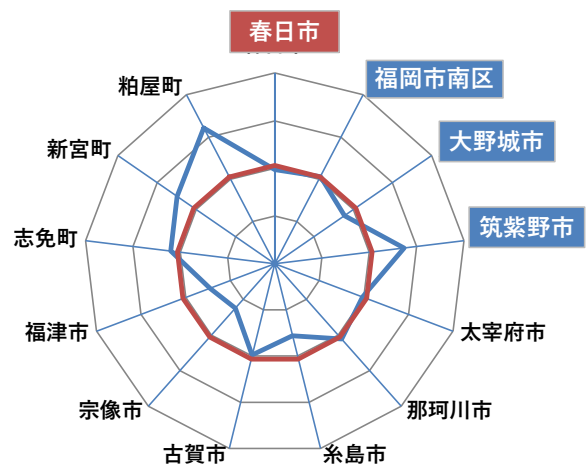 春日市
福岡市南区
大野城市
筑紫野市
太宰府市
那珂川市
糸島市
古賀市
宗像市
福津市
志免町
新宮町
粕屋町